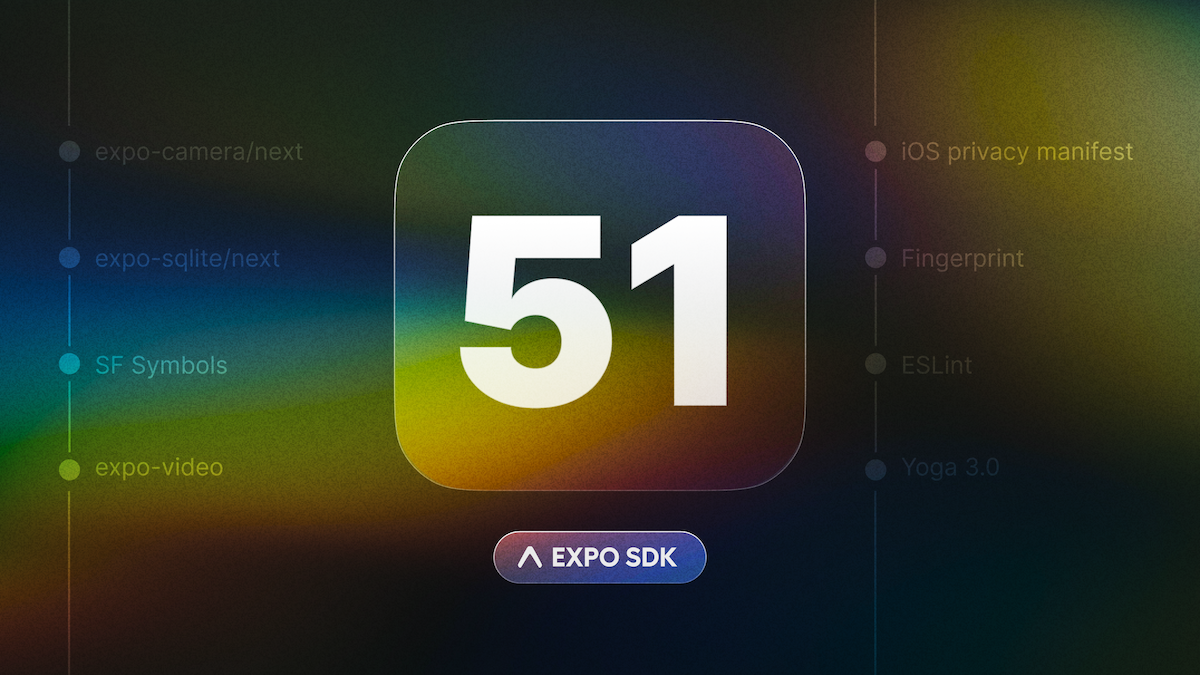 expo-camera/next
expo-sqlite/next
SF Symbols
expo-video
51
EXPO SDK
iOS privacy manifest
Fingerprint
ESLint
Yoga 3.0